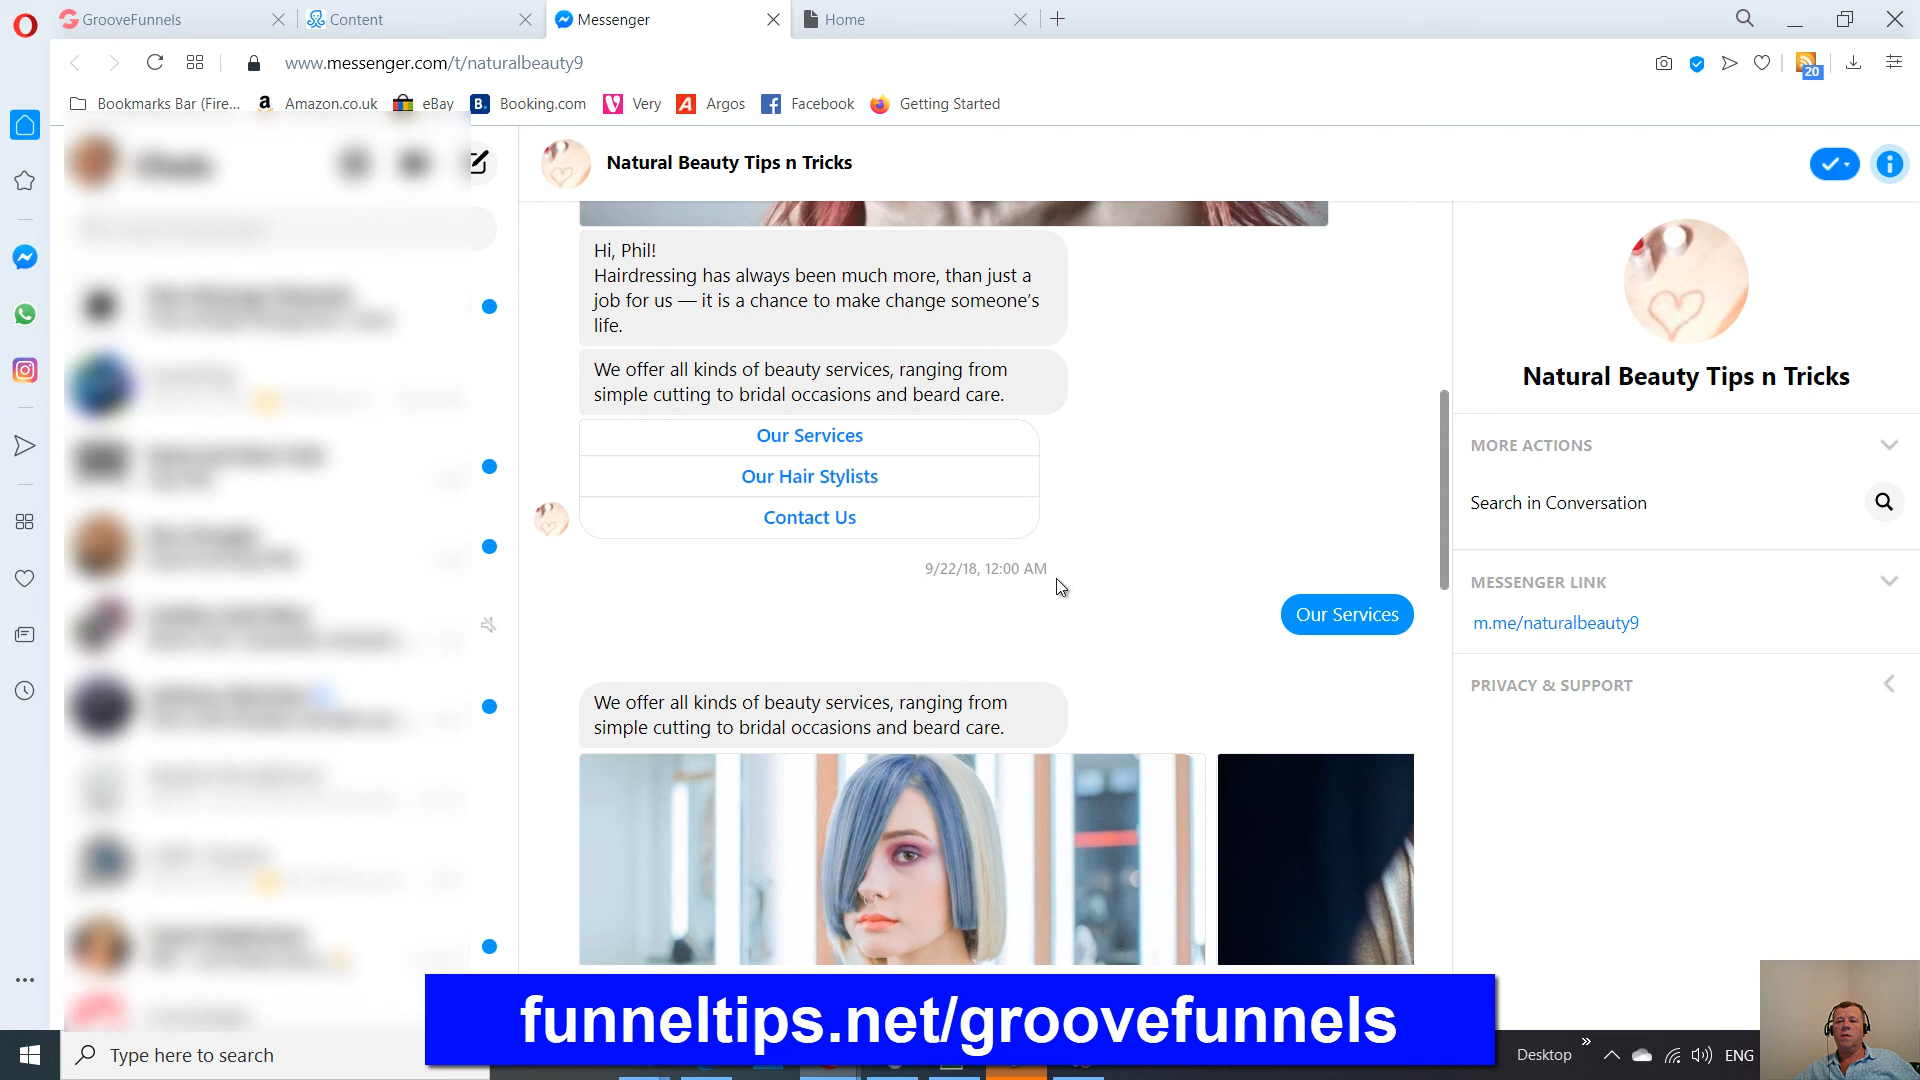 GrooveFunnels
Content
Messenger
Home
www.messenger.com/t/naturalbeauty9
20
Bookmarks Bar (Fire...
Amazon.co.uk
eBay
Booking.com
Very
Argos
Facebook
Getting Started
Natural Beauty Tips n Tricks
Hi, Phil!
Hairdressing has always been much more, than just a
job for us — it is a chance to make change someone's
life.
We offer all kinds of beauty services, ranging from
simple cutting to bridal occasions and beard care.
Our Services
Our Hair Stylists
Contact Us
9/22/18, 12:00 AM
Our Services
We offer all kinds of beauty services, ranging from
simple cutting to bridal occasions and beard care.
Natural Beauty Tips n Tricks
MORE ACTIONS
Search in Conversation
MESSENGER LINK
m.me/naturalbeauty9
PRIVACY & SUPPORT
funneltips.net/groovefunnels
Type here to search
Desktop
ENG